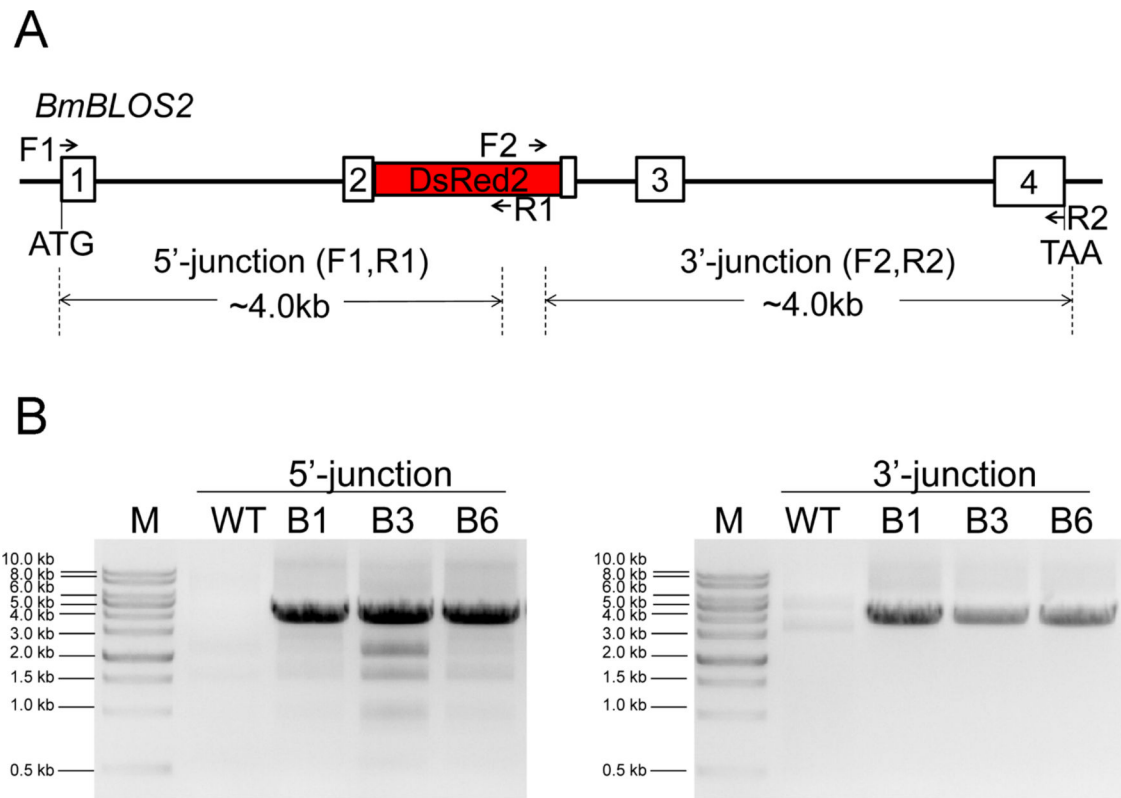 A
BmBLOS2
F1
F2
1
2
DsRed2
3
4
R1
R2
ATG
TAA
5’-junction (F1,R1)
3’-junction (F2,R2)
~4.0kb
~4.0kb
B
5’-junction
M WT B1 B3 B6
10.0 kb
8.0 kb
6.0 kb
5.0 kb
4.0 kb
3.0 kb
2.0 kb
1.5 kb
1.0 kb
0.5 kb
3’-junction
M WT B1 B3 B6
10.0 kb
8.0 kb
6.0 kb
5.0 kb
4.0 kb
3.0 kb
2.0 kb
1.5 kb
1.0 kb
0.5 kb